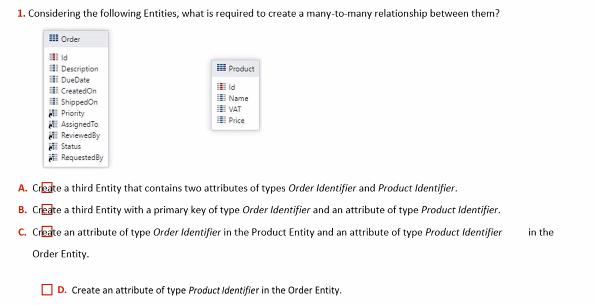 1. Considering the following Entities, what is required to create a many-to-many relationship between them?
Order
Id
Description
DueDate
CreatedOn
ShippedOn
Priority
AssignedTo
ReviewedBy
Status
RequestedBy
Product
Id
Name
VAT
Price
A. Create a third Entity that contains two attributes of types Order Identifier and Product Identifier.
B. Create a third Entity with a primary key of type Order Identifier and an attribute of type Product Identifier.
C. Create an attribute of type Order Identifier in the Product Entity and an attribute of type Product Identifier in the
Order Entity.
D. Create an attribute of type Product Identifier in the Order Entity.